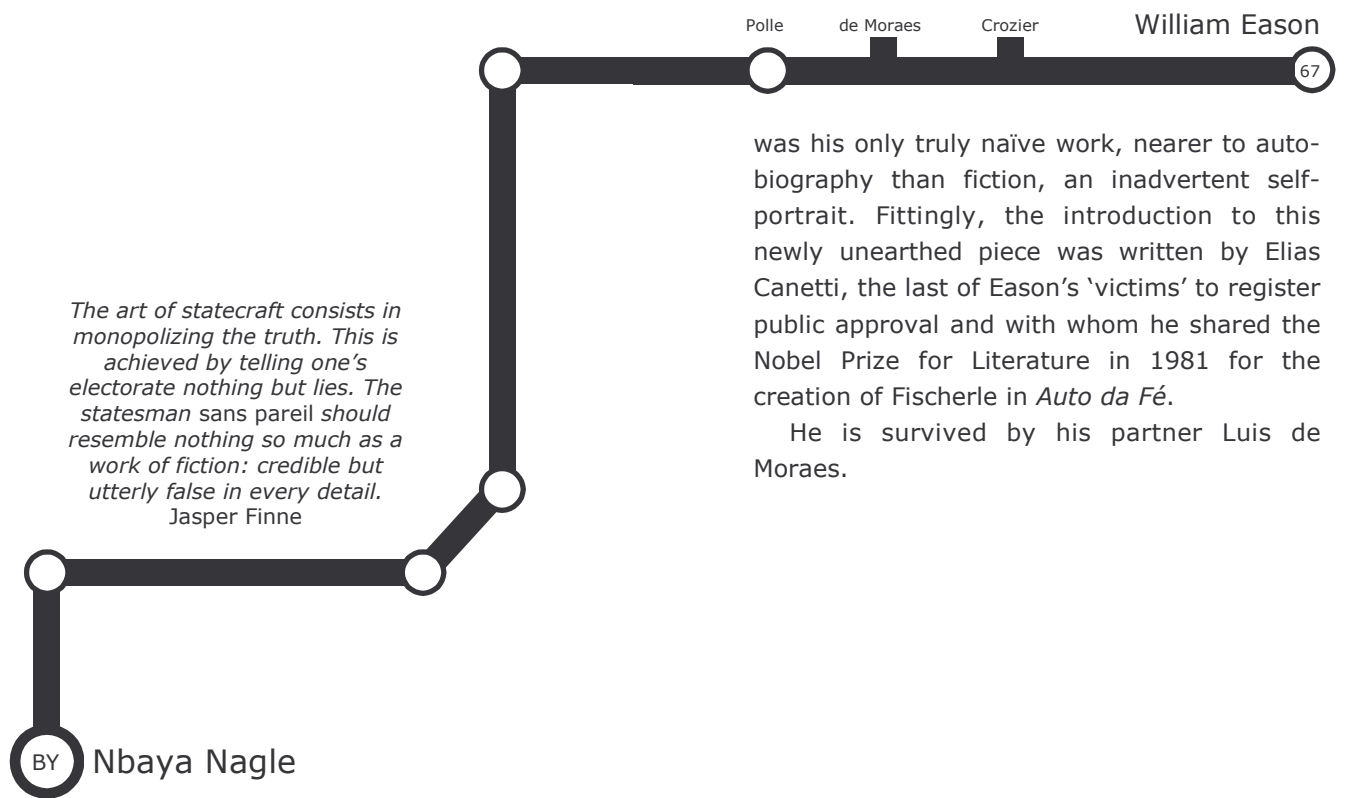 Polle
de Moraes
Crozier
William Eason
67
was his only truly naïve work, nearer to auto-
biography than fiction, an inadvertent self-
portrait. Fittingly, the introduction to this
newly unearthed piece was written by Elias
Canetti, the last of Eason’s ‘victims’ to register
public approval and with whom he shared the
Nobel Prize for Literature in 1981 for the
creation of Fischerle in Auto da Fé.
He is survived by his partner Luis de
Moraes.
The art of statecraft consists in
monopolizing the truth. This is
achieved by telling one’s
electorate nothing but lies. The
statesman sans pareil should
resemble nothing so much as a
work of fiction: credible but
utterly false in every detail.
Jasper Finne
BY
Nbaya Nagle